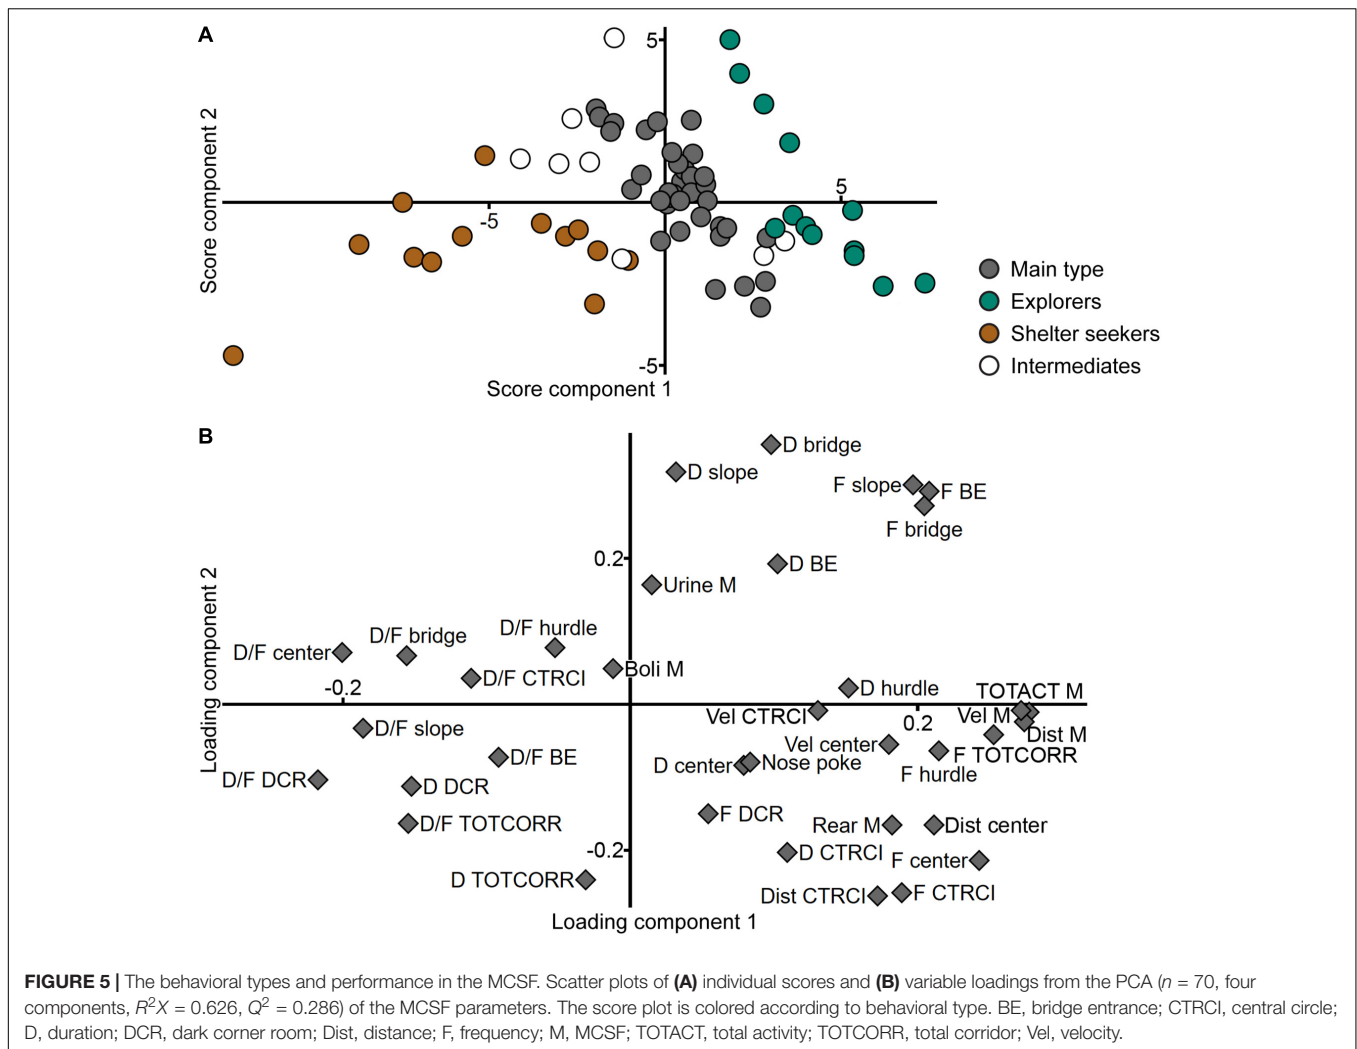 A
5
Score component 2
5
-5
Main type
Explorers
Shelter seekers
Intermediates
-5
Score component 1
B
D bridge
D slope
F slope
F BE
F bridge
0.2
D BE
Urine M
Loading component 2
D/F hurdle
D/F bridge
D/F center
Boli M
D/F CTRCI
-0.2
D hurdle
TOTACT M
Vel CTRCI
0.2
Vel M
Dist M
D/F slope
Vel center
F TOTCORR
D/F BE
D center
Nose poke
F hurdle
D/F DCR
D DCR
F DCR
D/F TOTCORR
Rear M
Dist center
-0.2
D CTRCI
F center
D TOTCORR
Dist CTRCI
F CTRCI
Loading component 1
FIGURE 5 | The behavioral types and performance in the MCSF. Scatter plots of (A) individual scores and (B) variable loadings from the PCA (n = 70, four
components, R²X = 0.626, Q² = 0.286) of the MCSF parameters. The score plot is colored according to behavioral type. BE, bridge entrance; CTRCI, central circle;
D, duration; DCR, dark corner room; Dist, distance; F, frequency; M, MCSF; TOTACT, total activity; TOTCORR, total corridor; Vel, velocity.